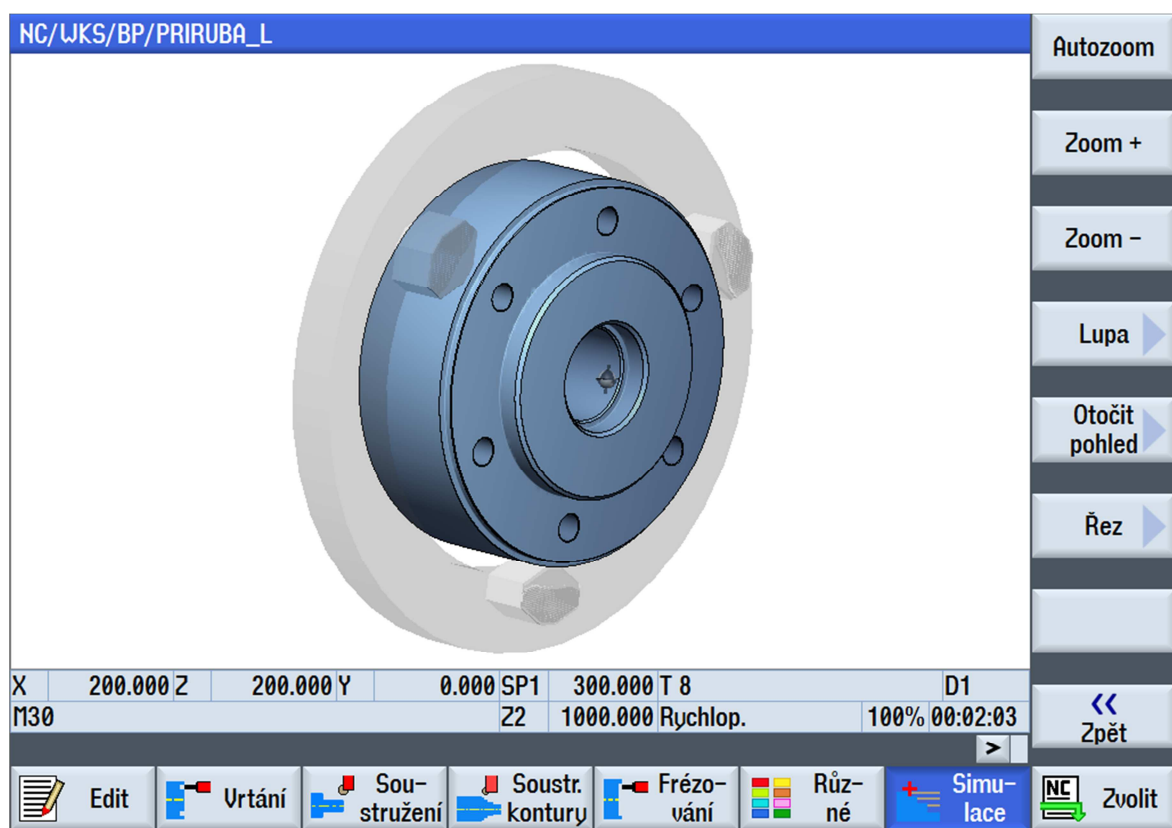 NC/WKS/BP/PRIRUBA_L
Autozoom
Zoom +
Zoom -
Lupa
Otočit
pohled
Řez
X 200.000 Z 200.000 Y 0.000 SP1 300.000 T 8 D1
M30 Z2 1000.000 Rychlop. 100% 00:02:03
<<
Zpět
>
Edit
Vrtání
Sou-
stružení
Soustr.
kontury
Frézo-
vání
Růz-
né
Simu-
lace
NC
Zvolit